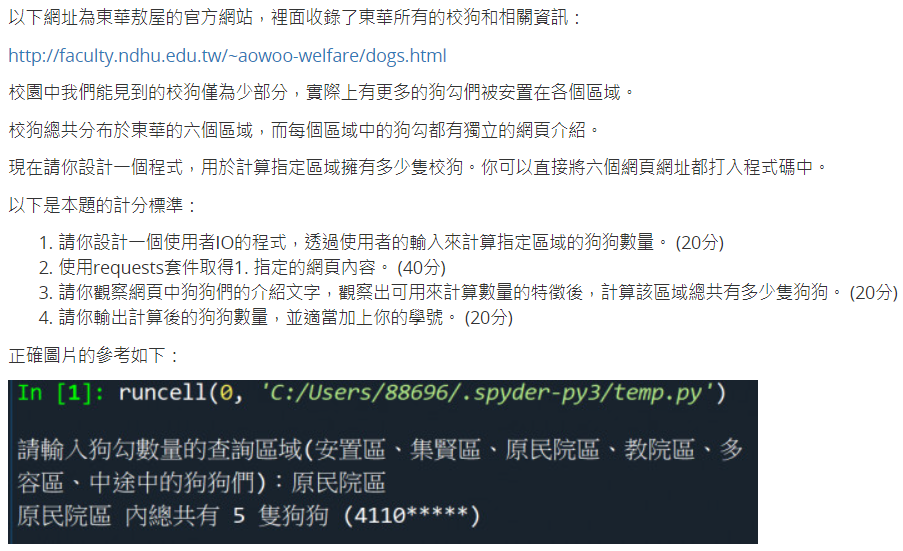 以下網址為東華敖屋的官方網站，裡面收錄了東華所有的校狗和相關資訊：
http://faculty.ndhu.edu.tw/~aowoo-welfare/dogs.html
校園中我們能見到的校狗僅為少部分，實際上有更多的狗勾們被安置在各個區域。
校狗總共分布於東華的六個區域，而每個區域中的狗勾都有獨立的網頁介紹。
現在請你設計一個程式，用於計算指定區域擁有多少隻校狗。你可以直接將六個網頁網址都打入程式碼中。
以下是本題的計分標準：
1. 請你設計一個使用者IO的程式，透過使用者的輸入來計算指定區域的狗狗數量。 (20分)
2. 使用requests套件取得1. 指定的網頁內容。 (40分)
3. 請你觀察網頁中狗狗們的介紹文字，觀察出可用來計算數量的特徵後，計算該區域總共有多少隻狗狗。 (20分)
4. 請你輸出計算後的狗狗數量，並適當加上你的學號。 (20分)
正確圖片的參考如下：
In [1]: runcell(0, 'C:/Users/88696/.spyder-py3/temp.py')
請輸入狗勾數量的查詢區域(安置區、集賢區、原民院區、教院區、多
容區、中途中的狗狗們)：原民院區
原民院區 內總共有 5 隻狗狗 (4110*****)